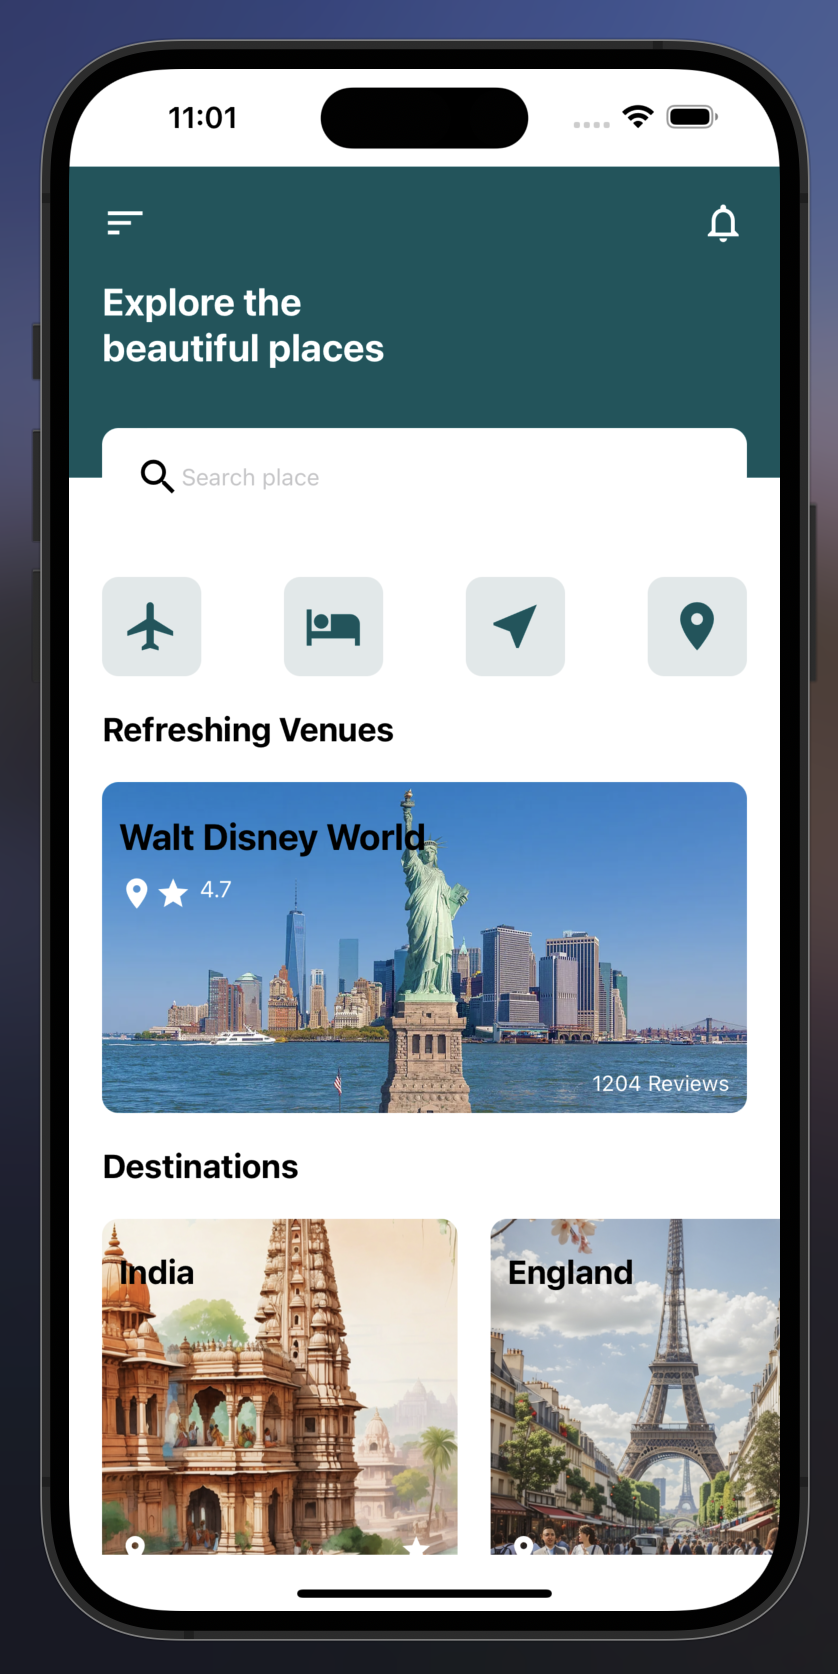 11:01
Explore the
beautiful places
Search place
Refreshing Venues
Walt Disney World
4.7
1204 Reviews
Destinations
India
England